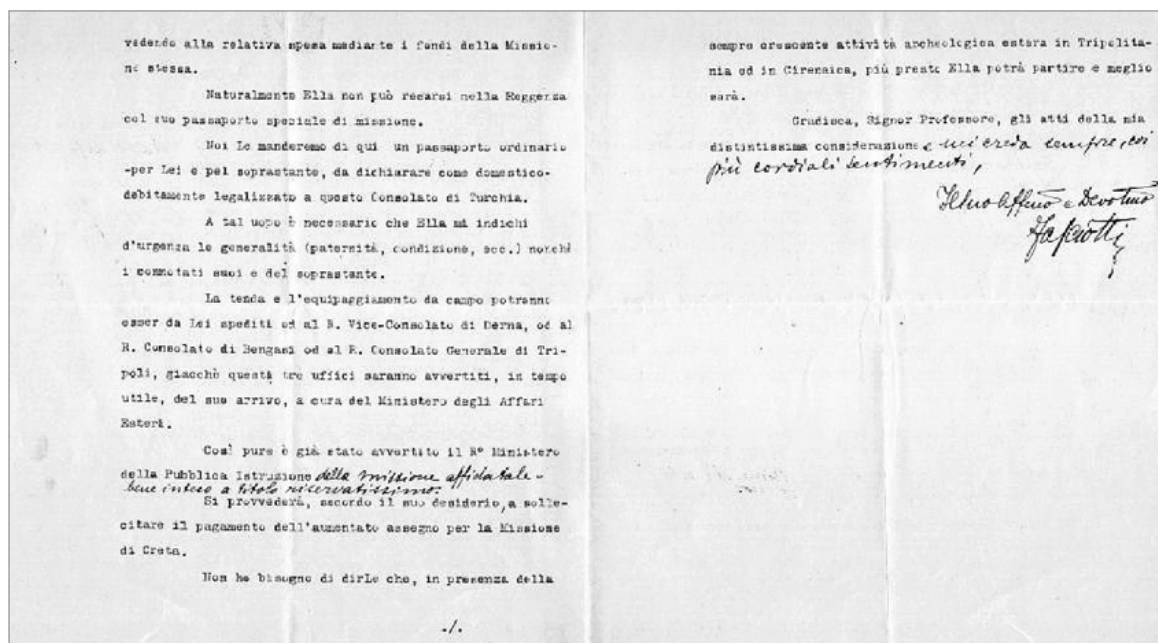 vedendo alla relativa spesa mediante i fondi della Missio-
ne stessa.
Naturalmente Ella non può recarsi nella Reggenza
col suo passaporto speciale di missione.
Noi Le manderemo di qui un passaporto ordinario
-per Lei e pel soprastante, da dichiarare come domestico-
debitamente legalizzato a questo Consolato di Turchia.
A tal uopo è necessario che Ella mi indichi
d'urgenza le generalità (paternità, condizione, ecc.) nonchè
i connotati suoi e del soprastante.
La tenda e l'equipaggiamento da campo potranno
esser da Lei spediti od al R. Vice-Consolato di Derna, od al
R. Consolato di Bengasi od al R. Consolato Generale di Tri-
poli, giacchè questi tre uffici saranno avvertiti, in tempo
utile, del suo arrivo, a cura del Ministero degli Affari
Esteri.
Così pure è già stato avvertito il R° Ministero
della Pubblica Istruzione della missione affidatale -
bene inteso a titolo riservatissimo.
Si provvederà, secondo il suo desiderio, a solle-
citare il pagamento dell'aumentato assegno per la Missione
di Creta.
Non ho bisogno di dirLe che, in presenza della
./.
sempre crescente attività archeologica estera in Tripolita-
nia ed in Cirenaica, più presto Ella potrà partire e meglio
sarà.
Gradisca, Signor Professore, gli atti della mia
distintissima considerazione e mi creda sempre, coi
più cordiali sentimenti,